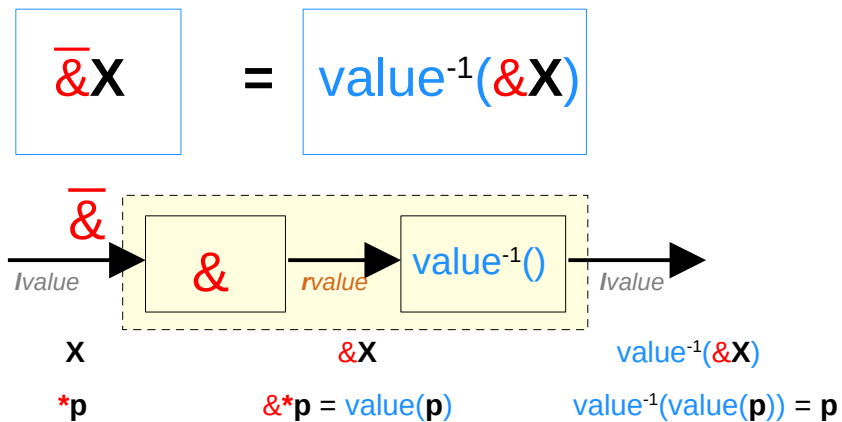 &̅X = value⁻¹(&X)
&̅
& value⁻¹()
lvalue rvalue lvalue
X &X value⁻¹(&X)
*p &*p = value(p) value⁻¹(value(p)) = p